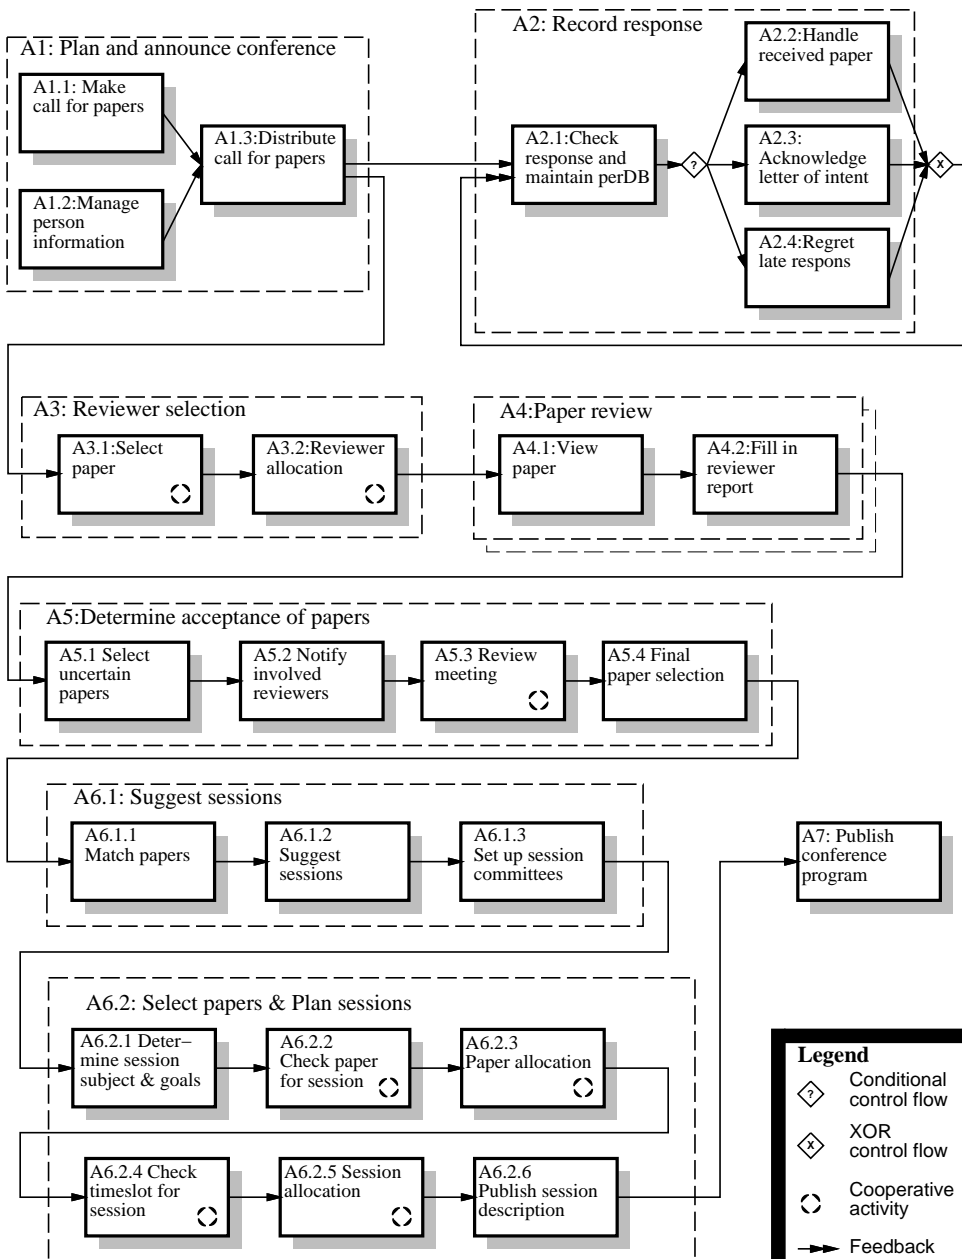 A1: Plan and announce conference
A1.1: Make
call for papers
A1.2:Manage
person
information
A1.3:Distribute
call for papers
A2: Record response
A2.1:Check
response and
maintain perDB
?
A2.2:Handle
received paper
A2.3:
Acknowledge
letter of intent
A2.4:Regret
late respons
X
A3: Reviewer selection
A3.1:Select
paper
A3.2:Reviewer
allocation
A4:Paper review
A4.1:View
paper
A4.2:Fill in
reviewer
report
A5:Determine acceptance of papers
A5.1 Select
uncertain
papers
A5.2 Notify
involved
reviewers
A5.3 Review
meeting
A5.4 Final
paper selection
A6.1: Suggest sessions
A6.1.1
Match papers
A6.1.2
Suggest
sessions
A6.1.3
Set up session
committees
A7: Publish
conference
program
A6.2: Select papers & Plan sessions
A6.2.1 Deter–
mine session
subject & goals
A6.2.2
Check paper
for session
A6.2.3
Paper allocation
A6.2.4 Check
timeslot for
session
A6.2.5 Session
allocation
A6.2.6
Publish session
description
Legend
?
Conditional
control flow
X
XOR
control flow
Cooperative
activity
Feedback